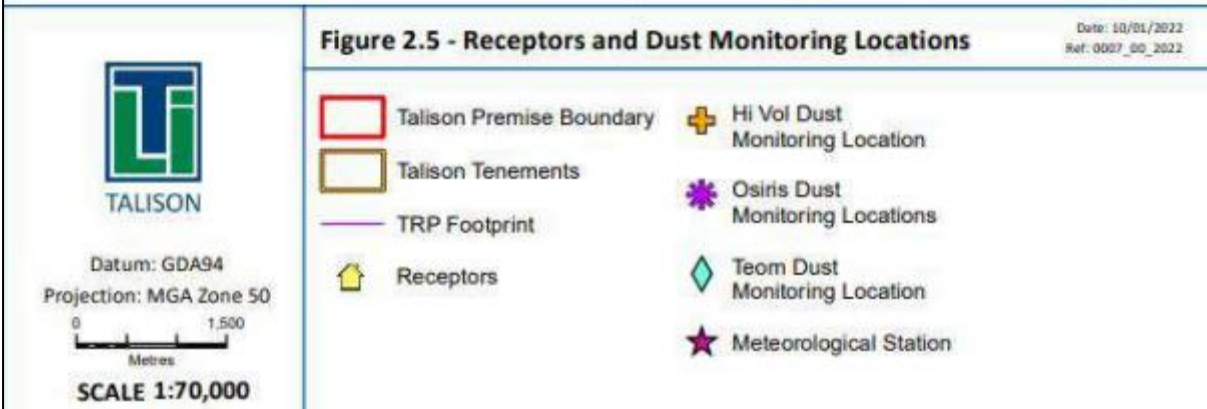 Figure 2.5 - Receptors and Dust Monitoring Locations
Date: 10/01/2022
Ref: 0007_00_2022
TLi
TALISON
Datum: GDA94
Projection: MGA Zone 50
0 1,500
Metres
SCALE 1:70,000
Talison Premise Boundary
Talison Tenements
TRP Footprint
Receptors
Hi Vol Dust
Monitoring Location
Osiris Dust
Monitoring Locations
Teom Dust
Monitoring Location
Meteorological Station